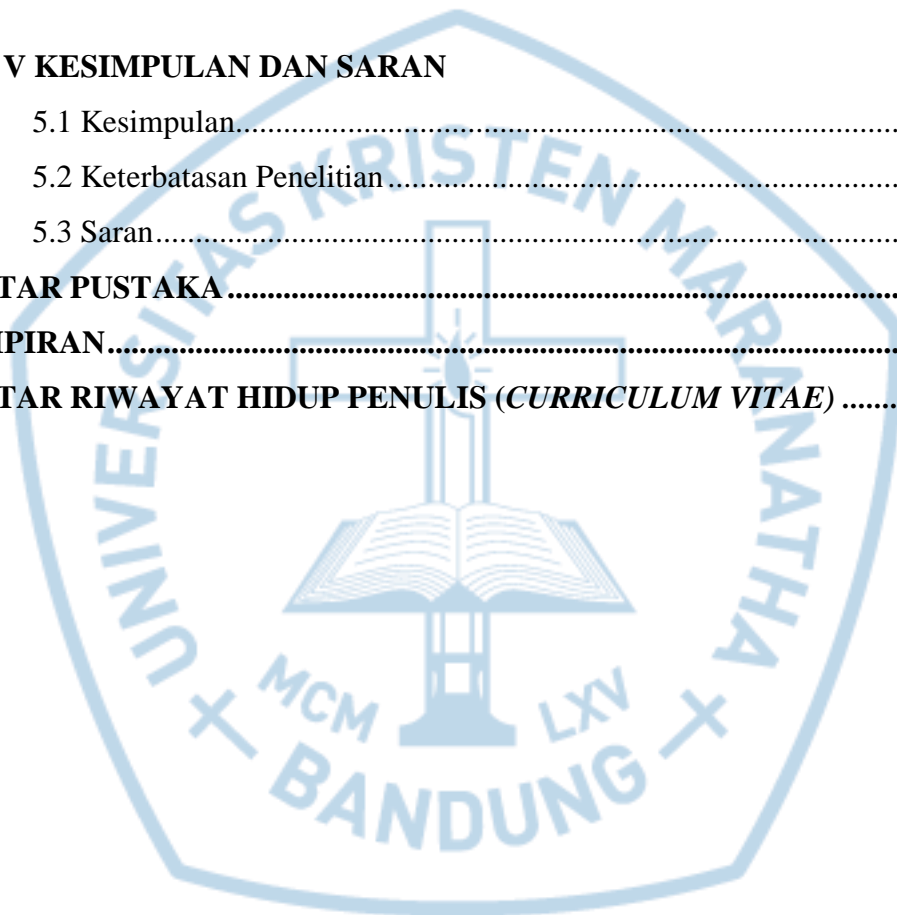 V KESIMPULAN DAN SARAN
5.1 Kesimpulan..........................................................................................
5.2 Keterbatasan Penelitian.......................................................................
5.3 Saran....................................................................................................
TAR PUSTAKA.........................................................................................
IPIRAN.......................................................................................................
TAR RIWAYAT HIDUP PENULIS (CURRICULUM VITAE).......
UNIVERSITAS KRISTEN MARANATHA
MCM LXV
BANDUNG